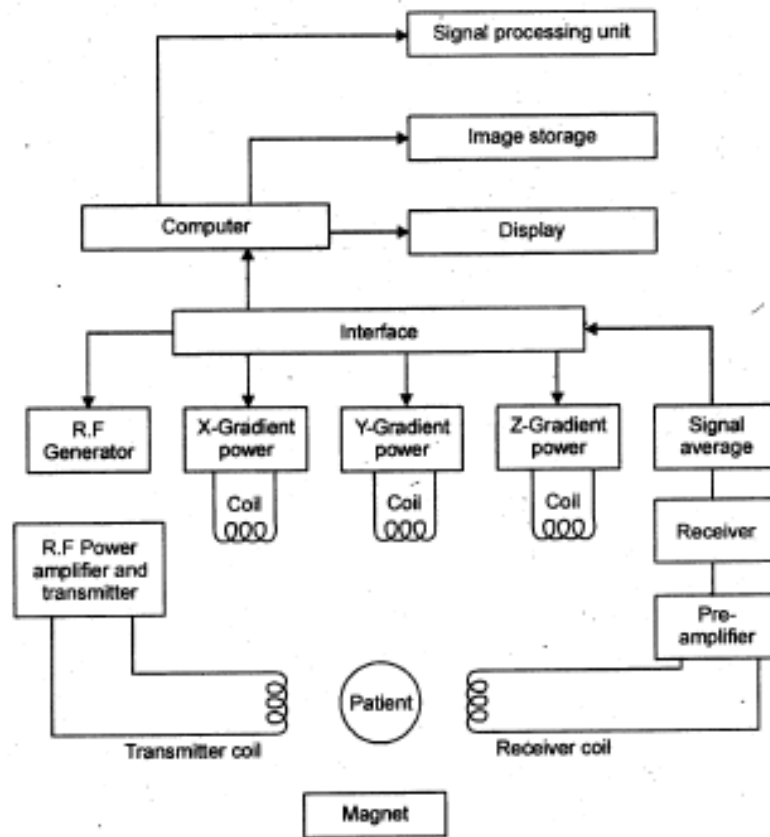 Signal processing unit
Image storage
Computer
Display
Interface
R.F
Generator
X-Gradient
power
Y-Gradient
power
Z-Gradient
power
Signal
average
Coil
Coil
Coil
Receiver
R.F Power
amplifier and
transmitter
Pre-
amplifier
Patient
Transmitter coil
Receiver coil
Magnet